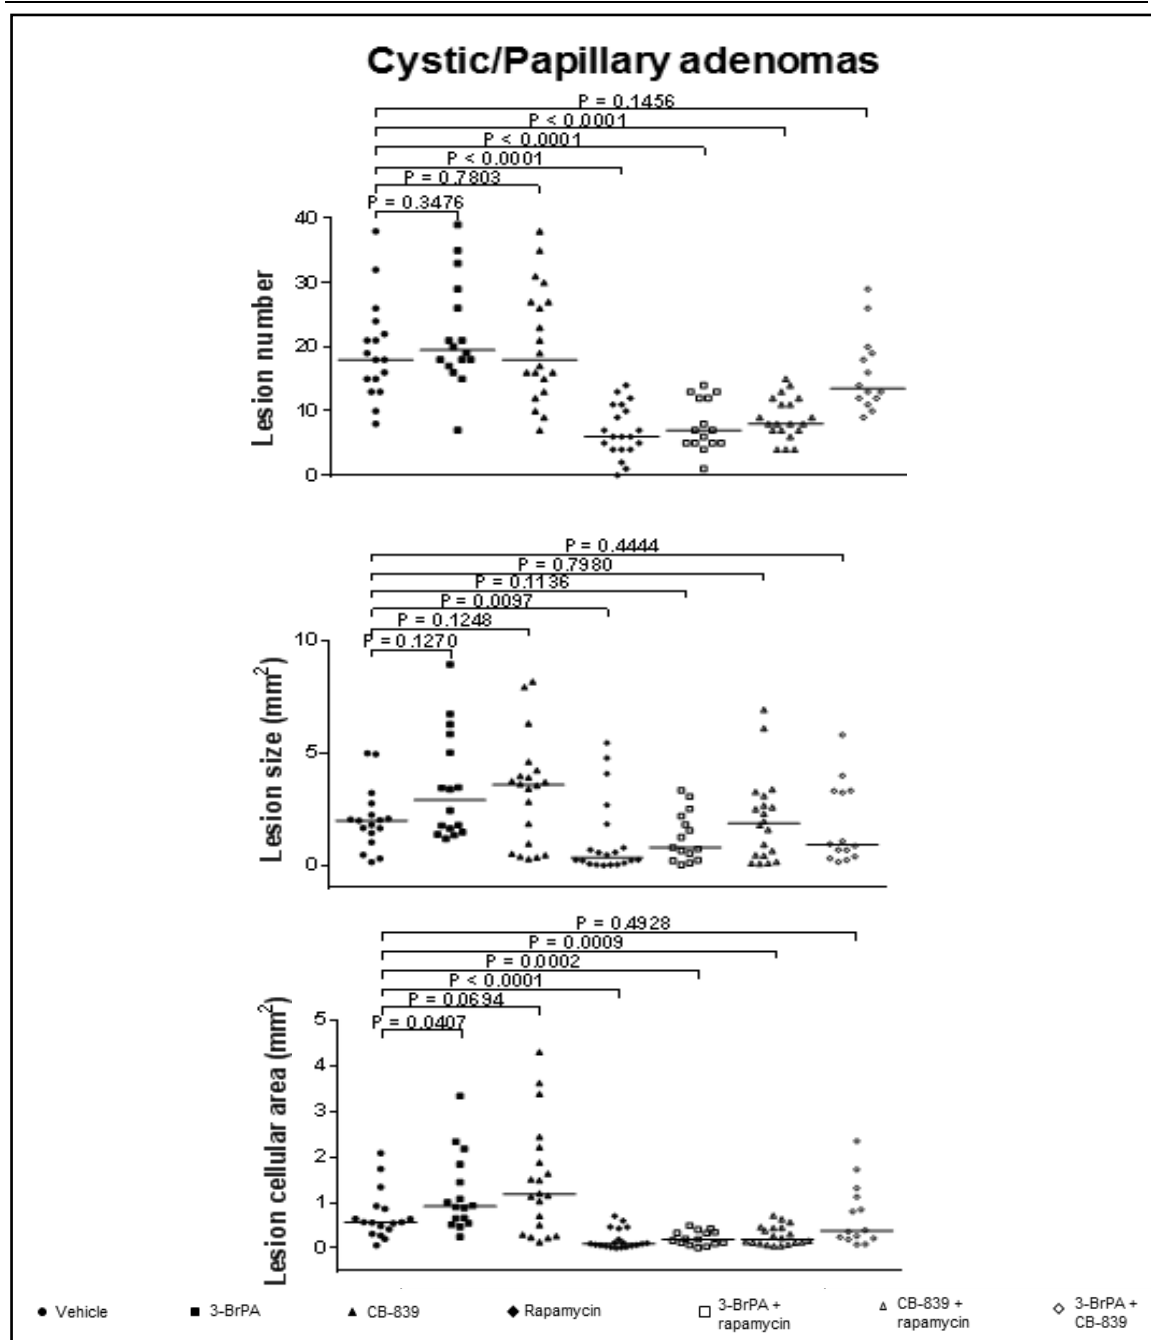 Cystic/Papillary adenomas
P = 0.1456
P < 0.0001
P < 0.0001
P < 0.0001
P = 0.7803
P = 0.3476
40
30
20
10
0
Lesion number
P = 0.4444
P = 0.7980
P = 0.1136
P = 0.0097
P = 0.1248
P = 0.1270
10
5
0
Lesion size (mm²)
P = 0.4928
P = 0.0009
P = 0.0002
P < 0.0001
P = 0.0694
P = 0.0407
5
4
3
2
1
0
Lesion cellular area (mm²)
Vehicle
3-BrPA
CB-839
Rapamycin
3-BrPA +
rapamycin
CB-839 +
rapamycin
3-BrPA +
CB-839